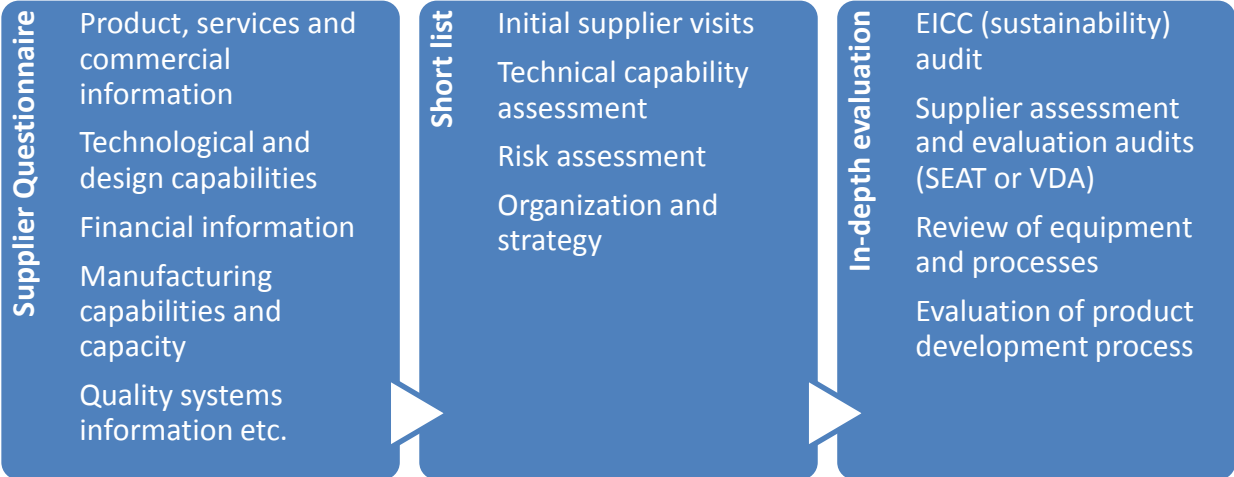 Supplier Questionnaire
Product, services and
commercial
information
Technological and
design capabilities
Financial information
Manufacturing
capabilities and
capacity
Quality systems
information etc.
Short list
Initial supplier visits
Technical capability
assessment
Risk assessment
Organization and
strategy
In-depth evaluation
EICC (sustainability)
audit
Supplier assessment
and evaluation audits
(SEAT or VDA)
Review of equipment
and processes
Evaluation of product
development process